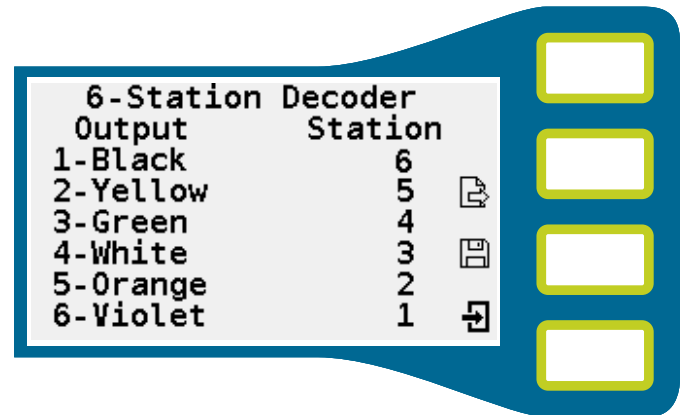 6-Station Decoder
Output Station
1-Black 6
2-Yellow 5
3-Green 4
4-White 3
5-Orange 2
6-Violet 1